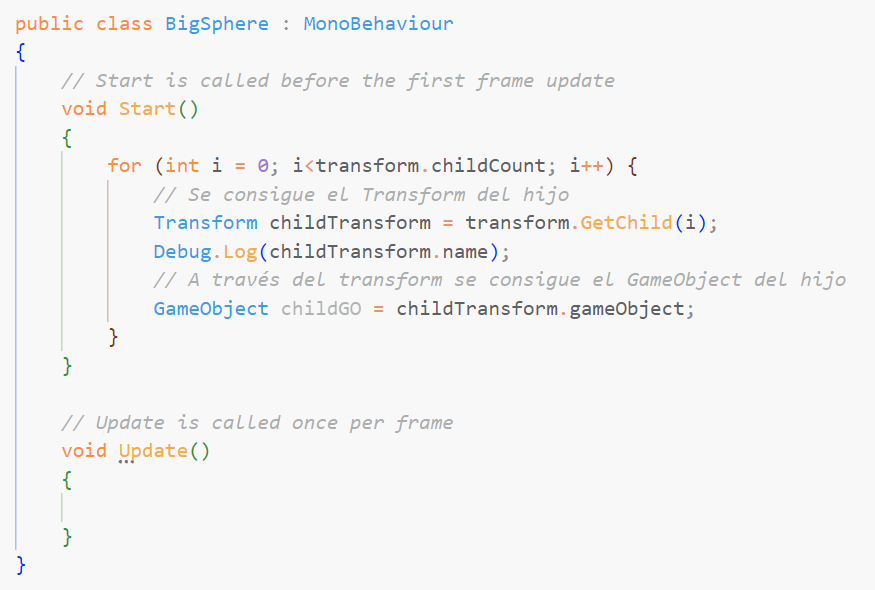 public class BigSphere : MonoBehaviour
{
    // Start is called before the first frame update
    void Start()
    {
        for (int i = 0; i<transform.childCount; i++) {
            // Se consigue el Transform del hijo
            Transform childTransform = transform.GetChild(i);
            Debug.Log(childTransform.name);
            // A través del transform se consigue el GameObject del hijo
            GameObject childGO = childTransform.gameObject;
        }
    }

    // Update is called once per frame
    void Update()
    {

    }
}